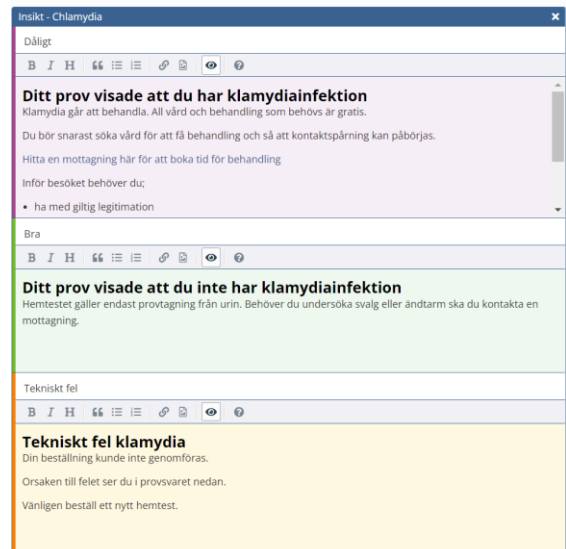 Insikt - Chlamydia
Dåligt
B I H
Ditt prov visade att du har klamydiainfektion
Klamydia går att behandla. All vård och behandling som behövs är gratis.
Du bör snarast söka vård för att få behandling och så att kontaktspårning kan påbörjas.
Hitta en mottagning här för att boka tid för behandling
Inför besöket behöver du;
• ha med giltig legitimation
Bra
B I H
Ditt prov visade att du inte har klamydiainfektion
Hemtestet gäller endast provtagning från urin. Behöver du undersöka svalg eller ändtarm ska du kontakta en
mottagning.
Tekniskt fel
B I H
Tekniskt fel klamydia
Din beställning kunde inte genomföras.
Orsaken till felet ser du i provsvaret nedan.
Vänligen beställ ett nytt hemtest.